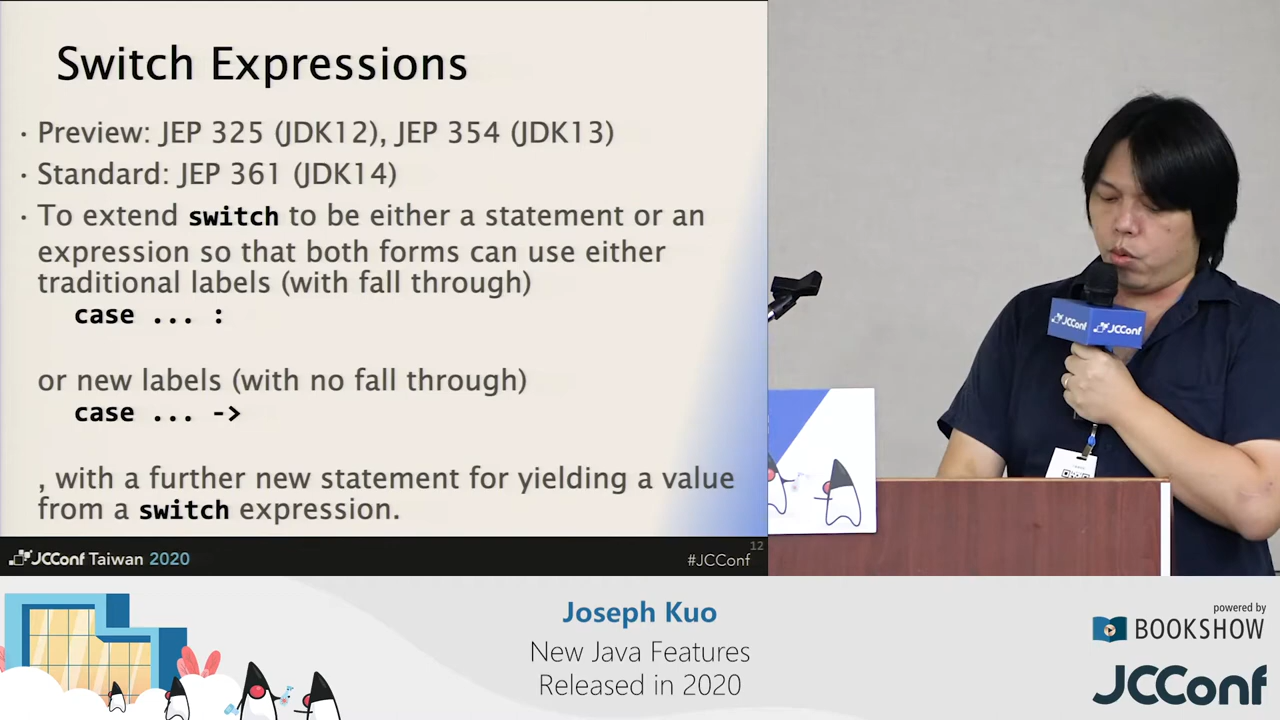 Switch Expressions
· Preview: JEP 325 (JDK12), JEP 354 (JDK13)
· Standard: JEP 361 (JDK14)
· To extend switch to be either a statement or an
expression so that both forms can use either
traditional labels (with fall through)
case ... :
or new labels (with no fall through)
case ... ->
, with a further new statement for yielding a value
from a switch expression.
12
JCConf Taiwan 2020
#JCConf
JCConf
JCConf
Joseph Kuo
New Java Features
Released in 2020
powered by
BOOKSHOW
JCConf